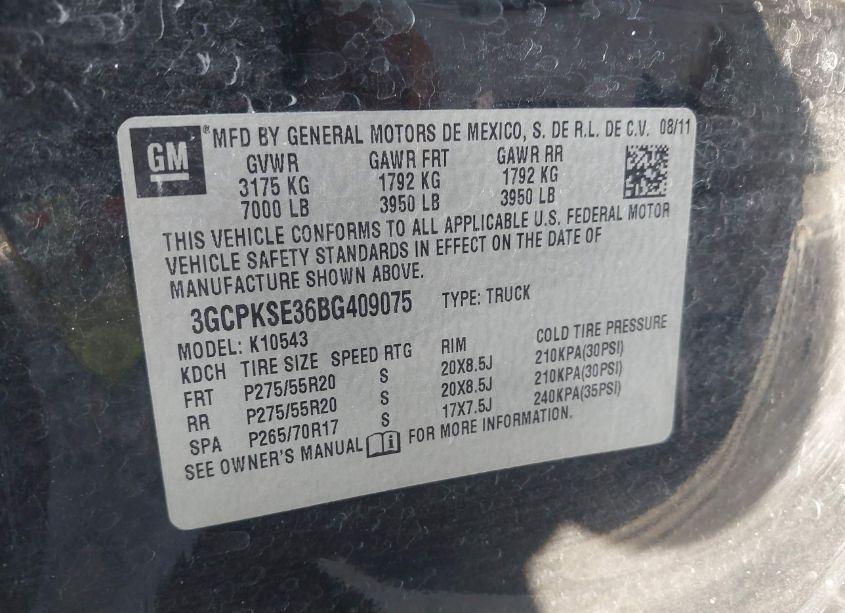 GM ® MFD BY GENERAL MOTORS DE MEXICO, S. DE R.L. DE C.V. 08/11
GVWR GAWR FRT GAWR RR
3175 KG 1792 KG 1792 KG
7000 LB 3950 LB 3950 LB
THIS VEHICLE CONFORMS TO ALL APPLICABLE U.S. FEDERAL MOTOR
VEHICLE SAFETY STANDARDS IN EFFECT ON THE DATE OF
MANUFACTURE SHOWN ABOVE.
3GCPKSE36BG409075 TYPE: TRUCK
MODEL: K10543
KDCH TIRE SIZE SPEED RTG RIM COLD TIRE PRESSURE
FRT P275/55R20 S 20X8.5J 210KPA(30PSI)
RR P275/55R20 S 20X8.5J 210KPA(30PSI)
SPA P265/70R17 S 17X7.5J 240KPA(35PSI)
SEE OWNER'S MANUAL FOR MORE INFORMATION.